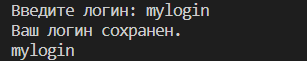 Введите логин: mylogin
Ваш логин сохранен.
mylogin